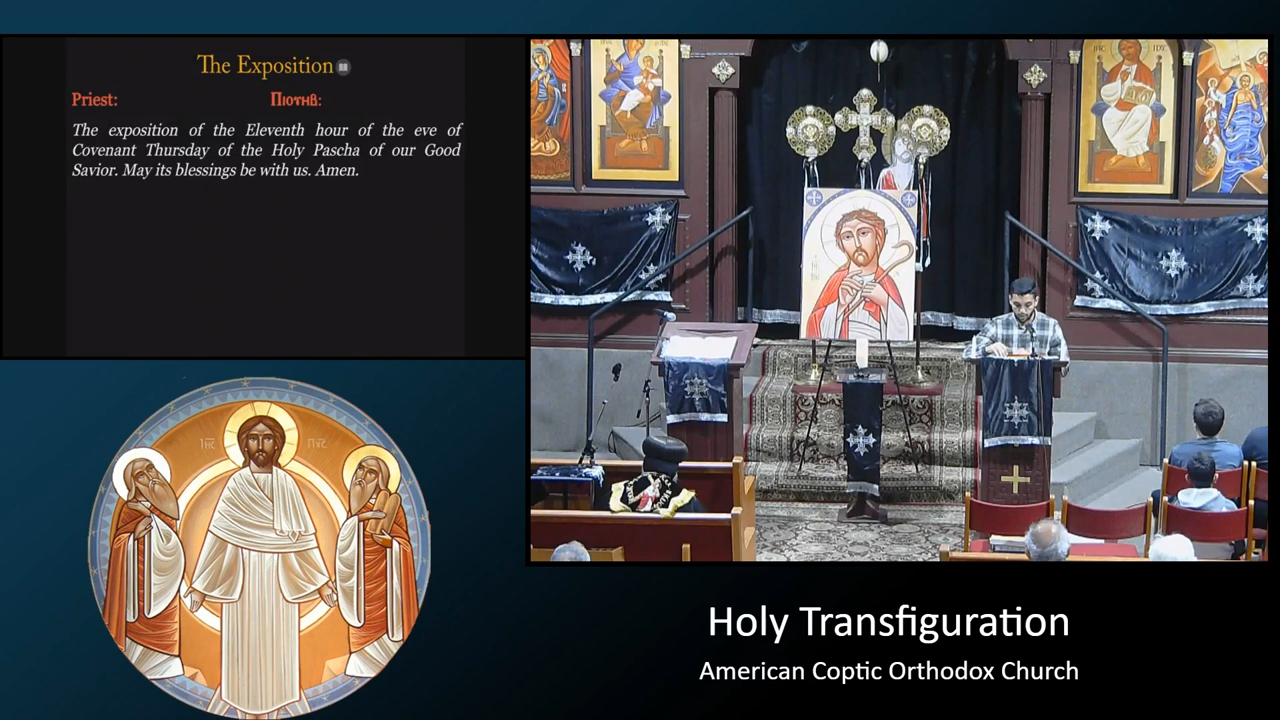 The Exposition
Priest:
Ⲡⲓⲟⲩⲏⲃ:
The exposition of the Eleventh hour of the eve of
Covenant Thursday of the Holy Pascha of our Good
Savior. May its blessings be with us. Amen.
Holy Transfiguration
American Coptic Orthodox Church